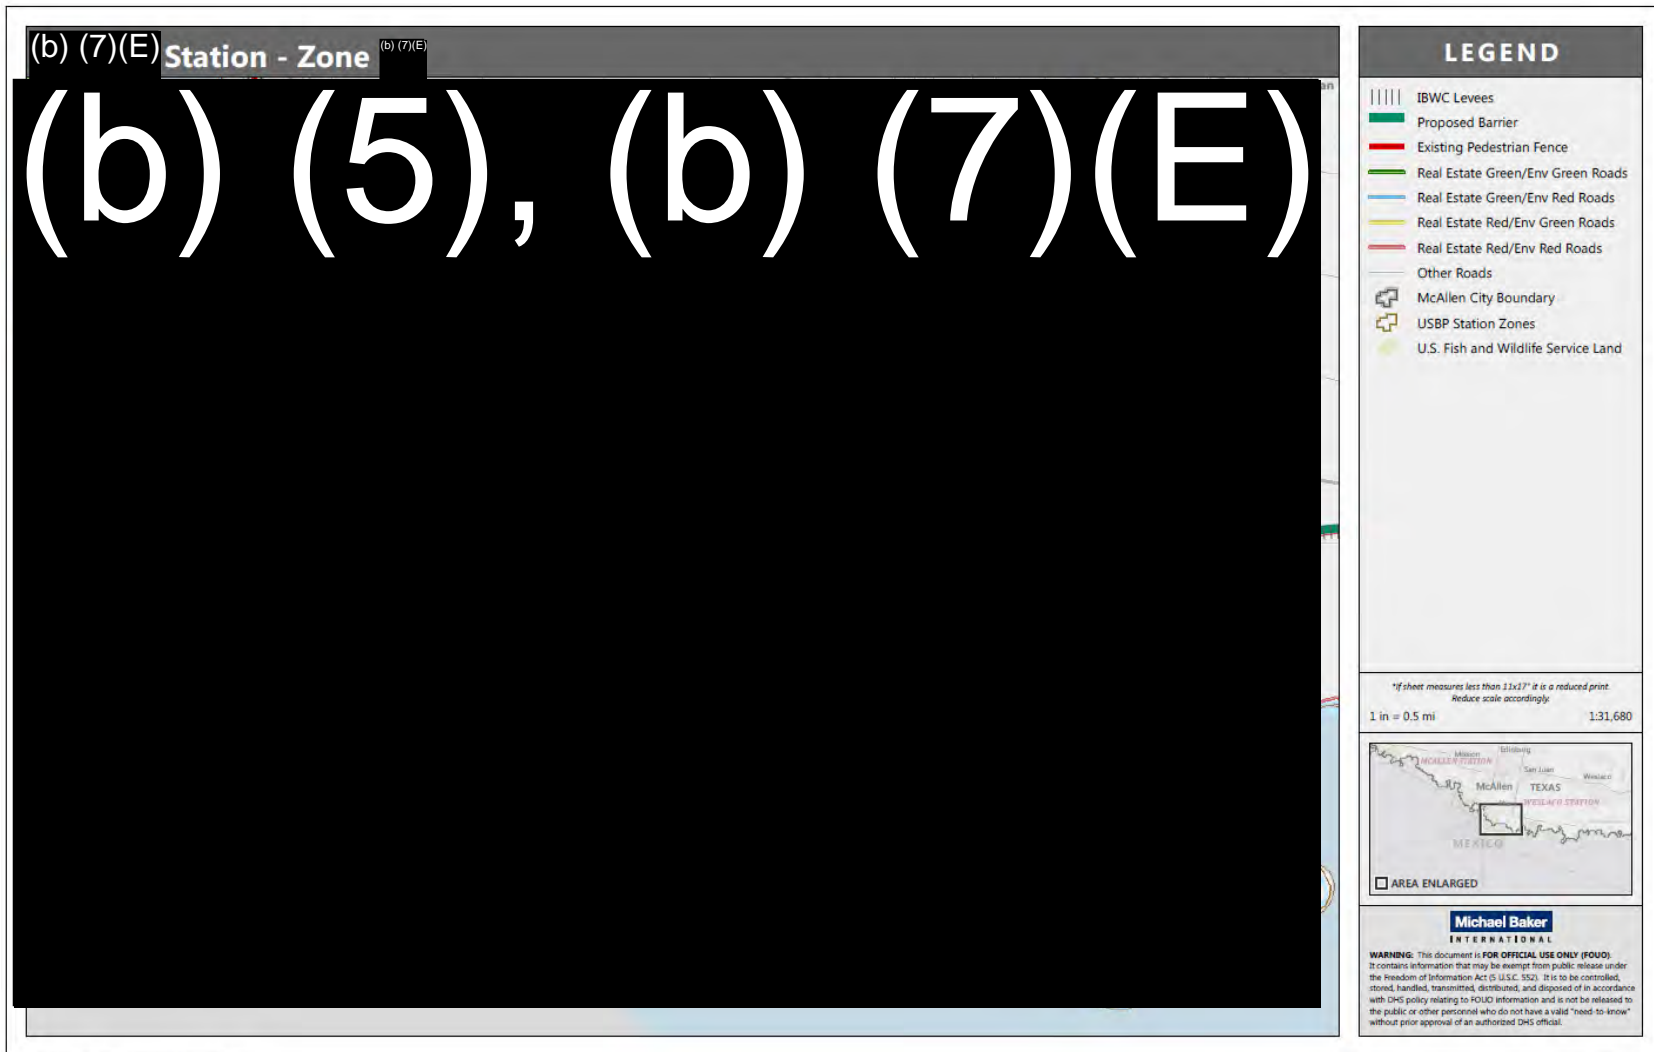 (b) (7)(E) Station - Zone (b) (7)(E)
(b) (5), (b) (7)(E)
an
LEGEND
IBWC Levees
Proposed Barrier
Existing Pedestrian Fence
Real Estate Green/Env Green Roads
Real Estate Green/Env Red Roads
Real Estate Red/Env Green Roads
Real Estate Red/Env Red Roads
Other Roads
McAllen City Boundary
USBP Station Zones
U.S. Fish and Wildlife Service Land
*If sheet measures less than 11x17" it is a reduced print.
Reduce scale accordingly.
1 in = 0.5 mi 1:31,680
Mission Edinburg
MCALLEN STATION
San Juan
Weslaco
McAllen TEXAS
WESLACO STATION
MEXICO
AREA ENLARGED
Michael Baker
INTERNATIONAL
WARNING: This document is FOR OFFICIAL USE ONLY (FOUO).
It contains information that may be exempt from public release under
the Freedom of Information Act (5 U.S.C. 552). It is to be controlled,
stored, handled, transmitted, distributed, and disposed of in accordance
with DHS policy relating to FOUO information and is not be released to
the public or other personnel who do not have a valid "need-to-know"
without prior approval of an authorized DHS official.